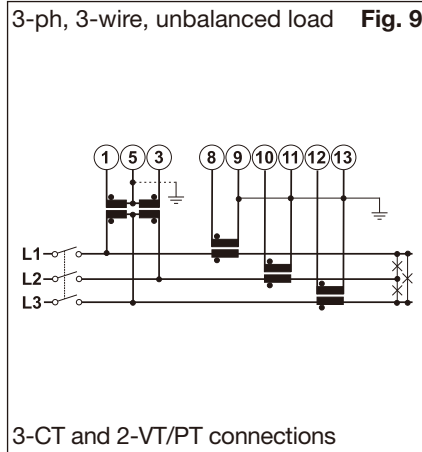 3-ph, 3-wire, unbalanced load Fig. 9
1 5 3 8 9 10 11 12 13
L1
L2
L3
3-CT and 2-VT/PT connections